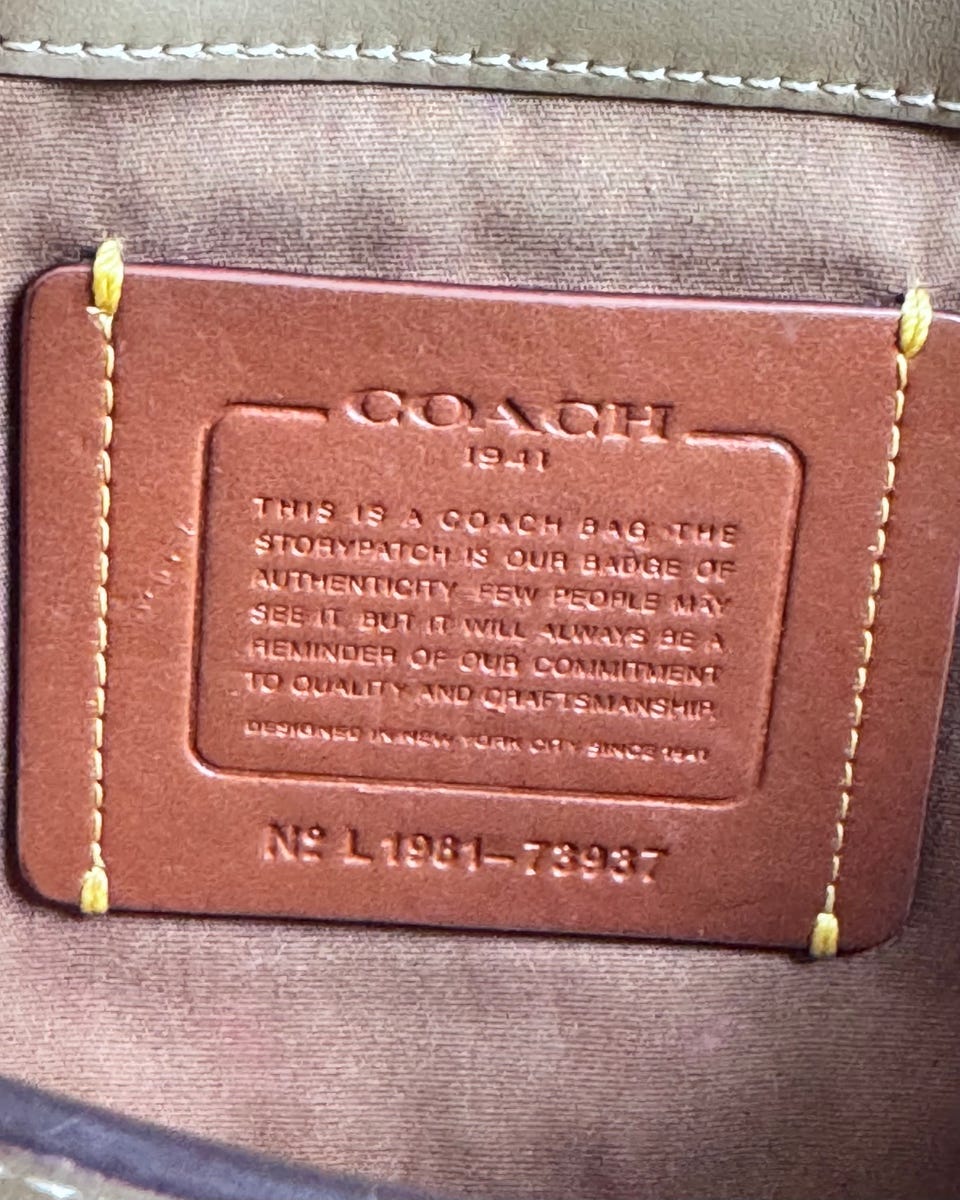 COACH
1941
THIS IS A COACH BAG. THE
STORYPATCH IS OUR BADGE OF
AUTHENTICITY. FEW PEOPLE MAY
SEE IT, BUT IT WILL ALWAYS BE A
REMINDER OF OUR COMMITMENT
TO QUALITY AND CRAFTSMANSHIP.
DESIGNED IN NEW YORK CITY SINCE 1941
Nº L1981-73937